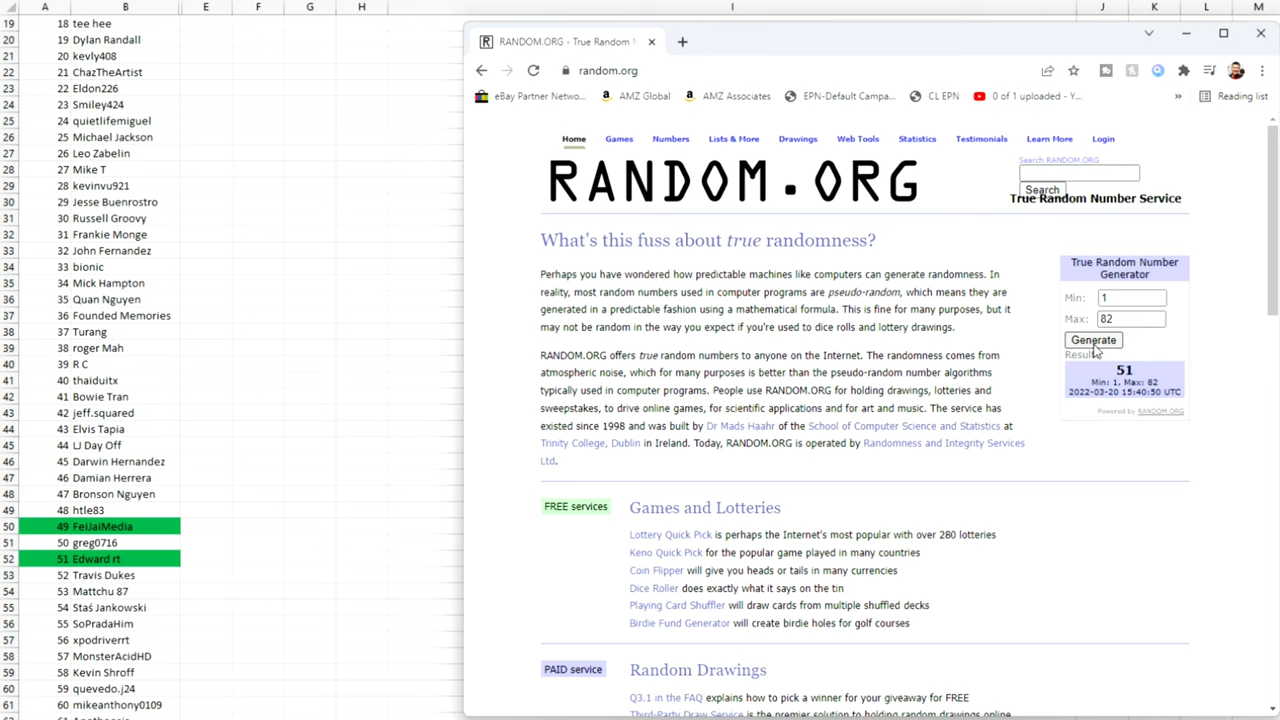 A B E F G H I J K L M
19 18 tee hee
20 19 Dylan Randall
21 20 kevly408
22 21 ChazTheArtist
23 22 Eldon226
24 23 Smiley424
25 24 quietlifemiguel
26 25 Michael Jackson
27 26 Leo Zabelin
28 27 Mike T
29 28 kevinvu921
30 29 Jesse Buenrostro
31 30 Russell Groovy
32 31 Frankie Monge
33 32 John Fernandez
34 33 bionic
35 34 Mick Hampton
36 35 Quan Nguyen
37 36 Founded Memories
38 37 Turang
39 38 roger Mah
40 39 R C
41 40 thaiduitx
42 41 Bowie Tran
43 42 jeff.squared
44 43 Elvis Tapia
45 44 LJ Day Off
46 45 Darwin Hernandez
47 46 Damian Herrera
48 47 Bronson Nguyen
49 48 htle83
50 49 FeiJaiMedia
51 50 greg0716
52 51 Edward rt
53 52 Travis Dukes
54 53 Mattchu 87
55 54 Staś Jankowski
56 55 SoPradaHim
57 56 xpodriverrt
58 57 MonsterAcidHD
59 58 Kevin Shroff
60 59 quevedo.j24
61 60 mikeanthony0109
RANDOM.ORG - True Random N
random.org
eBay Partner Netwo... AMZ Global AMZ Associates EPN-Default Campa... CL EPN 0 of 1 uploaded - Y... » Reading list
Home Games Numbers Lists & More Drawings Web Tools Statistics Testimonials Learn More Login
RANDOM.ORG
Search RANDOM.ORG
Search
True Random Number Service
What's this fuss about true randomness?
Perhaps you have wondered how predictable machines like computers can generate randomness. In
reality, most random numbers used in computer programs are pseudo-random, which means they are
generated in a predictable fashion using a mathematical formula. This is fine for many purposes, but it
may not be random in the way you expect if you're used to dice rolls and lottery drawings.
RANDOM.ORG offers true random numbers to anyone on the Internet. The randomness comes from
atmospheric noise, which for many purposes is better than the pseudo-random number algorithms
typically used in computer programs. People use RANDOM.ORG for holding drawings, lotteries and
sweepstakes, to drive online games, for scientific applications and for art and music. The service has
existed since 1998 and was built by Dr Mads Haahr of the School of Computer Science and Statistics at
Trinity College, Dublin in Ireland. Today, RANDOM.ORG is operated by Randomness and Integrity Services
Ltd.
True Random Number
Generator
Min: 1
Max: 82
Generate
Result:
51
Min: 1, Max: 82
2022-03-20 15:40:50 UTC
Powered by RANDOM.ORG
FREE services
Games and Lotteries
Lottery Quick Pick is perhaps the Internet's most popular with over 280 lotteries
Keno Quick Pick for the popular game played in many countries
Coin Flipper will give you heads or tails in many currencies
Dice Roller does exactly what it says on the tin
Playing Card Shuffler will draw cards from multiple shuffled decks
Birdie Fund Generator will create birdie holes for golf courses
PAID service
Random Drawings
Q3.1 in the FAQ explains how to pick a winner for your giveaway for FREE
Third-Party Draw Service is the premier solution to holding random drawings online